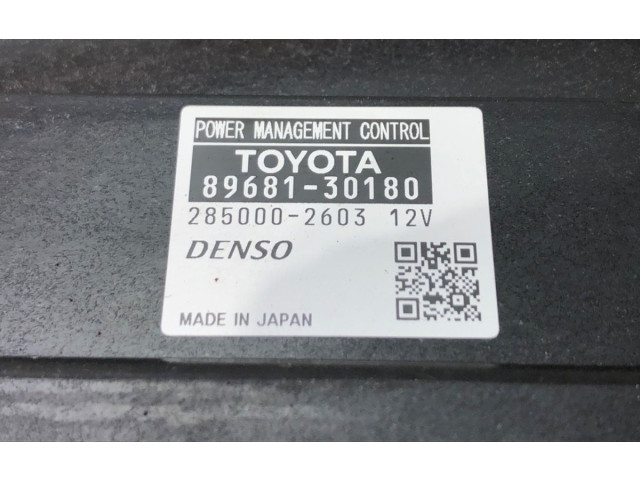 POWER MANAGEMENT CONTROL
TOYOTA
89681-30180
285000-2603 12V
DENSO
MADE IN JAPAN